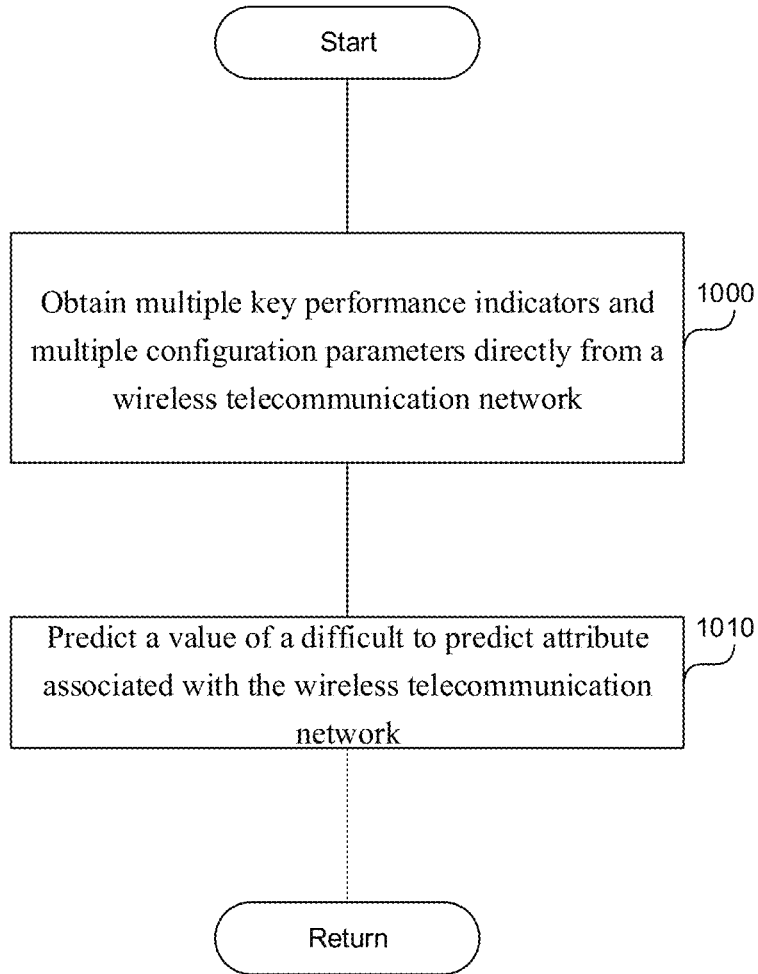 Start
Obtain multiple key performance indicators and
multiple configuration parameters directly from a
wireless telecommunication network
1000
Predict a value of a difficult to predict attribute
associated with the wireless telecommunication
network
1010
Return